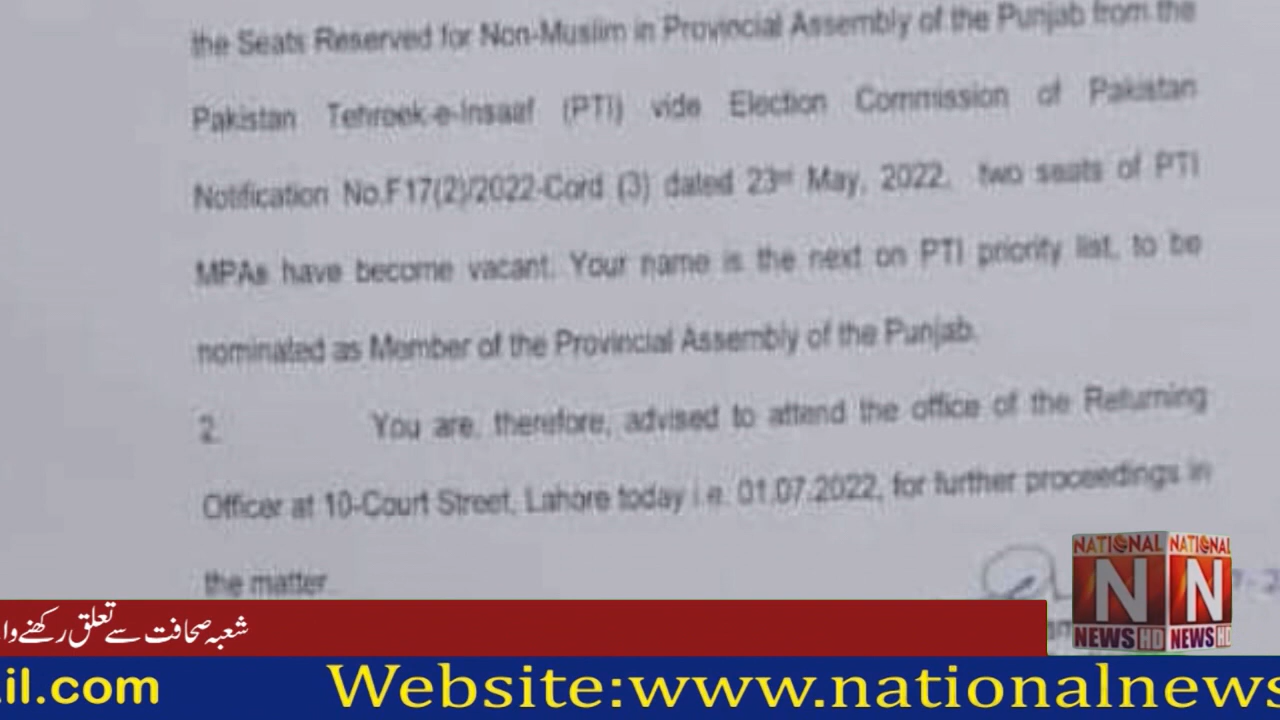 the Seats Reserved for Non-Muslim in Provincial Assembly of the Punjab from the
Pakistan Tehreek-e-Insaaf (PTI) vide Election Commission of Pakistan
Notification No.F17(2)/2022-Cord (3) dated 23rd May, 2022, two seats of PTI
MPAs have become vacant. Your name is the next on PTI priority list, to be
nominated as Member of the Provincial Assembly of the Punjab.
2. You are, therefore, advised to attend the office of the Returning
Officer at 10-Court Street, Lahore today i.e. 01.07.2022, for further proceedings in
the matter.
NATIONAL NATIONAL
N N
NEWS HD NEWS HD
شعبہ صحافت سے تعلق رکھنے وا
il.com Website:www.nationalnews